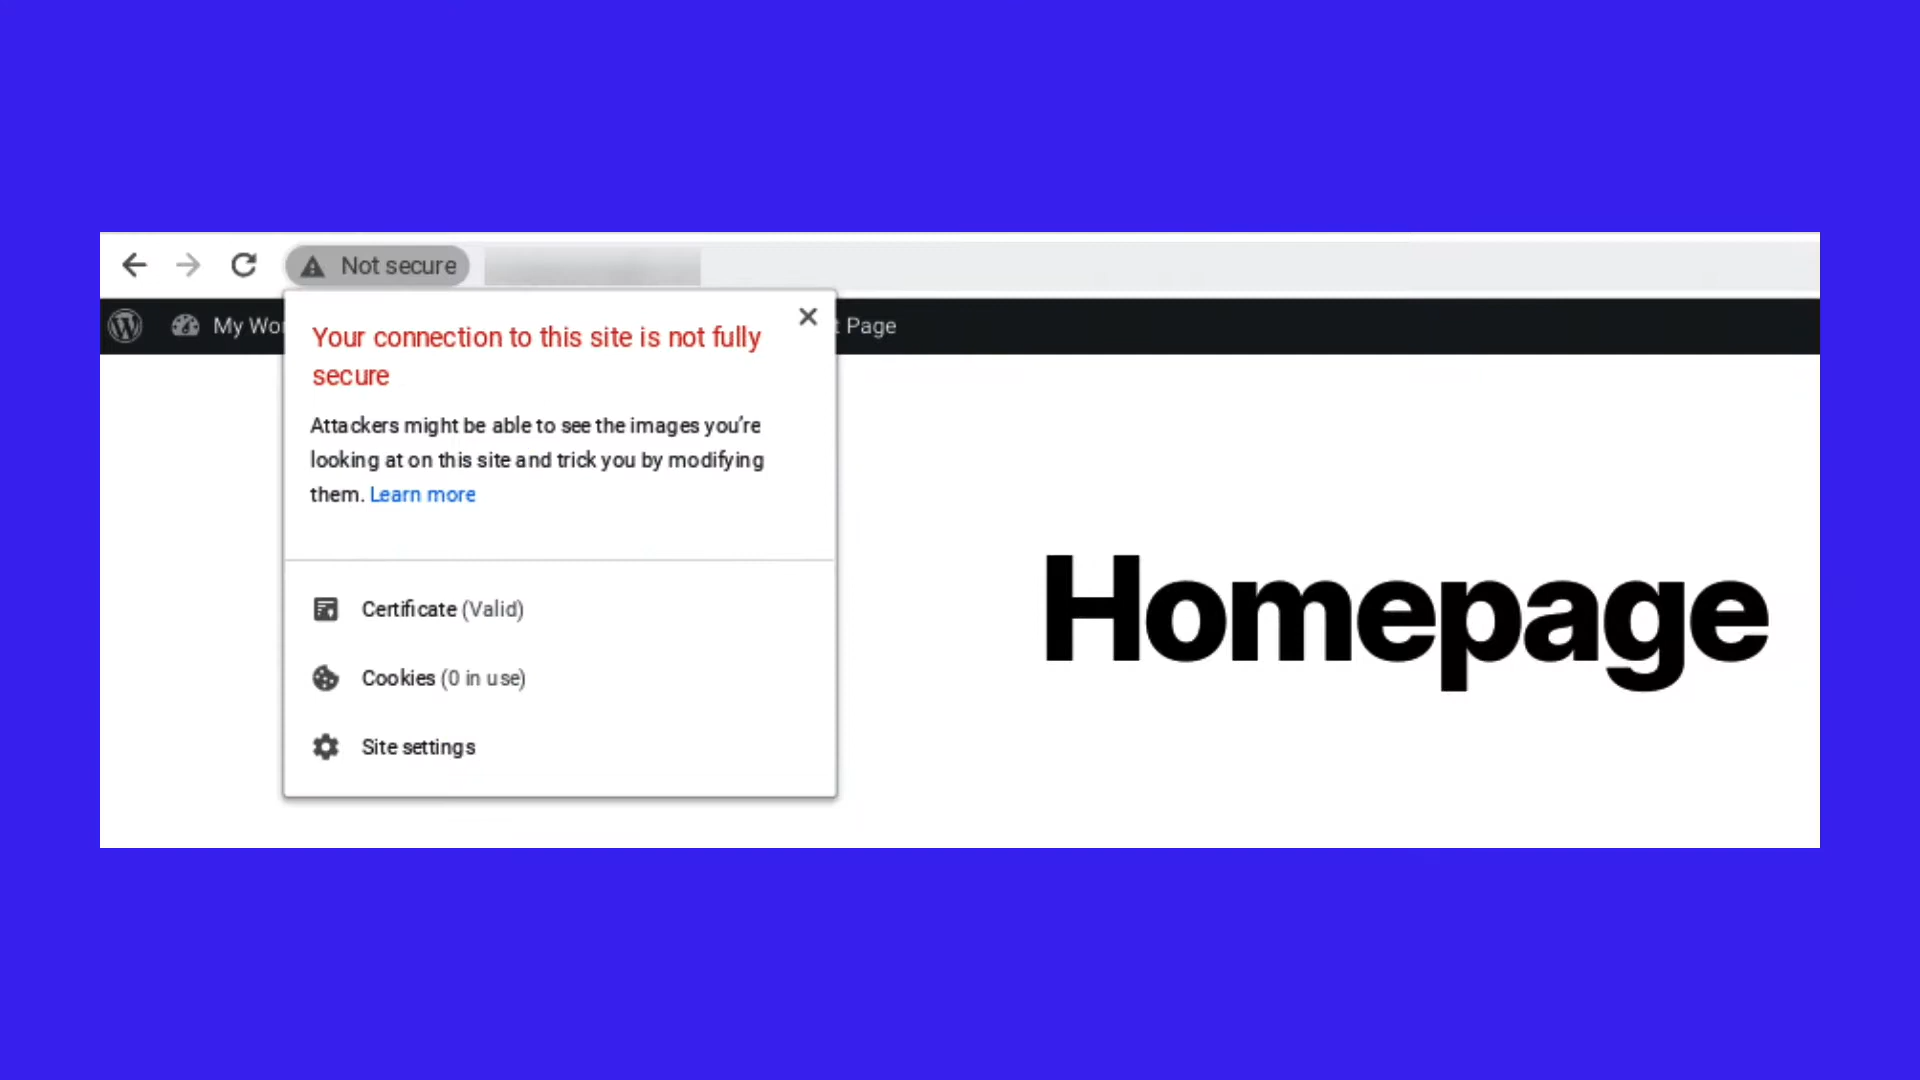 Not secure
My Wor
t Page
Your connection to this site is not fully
secure
Attackers might be able to see the images you're
looking at on this site and trick you by modifying
them. Learn more
Certificate (Valid)
Cookies (0 in use)
Site settings
Homepage